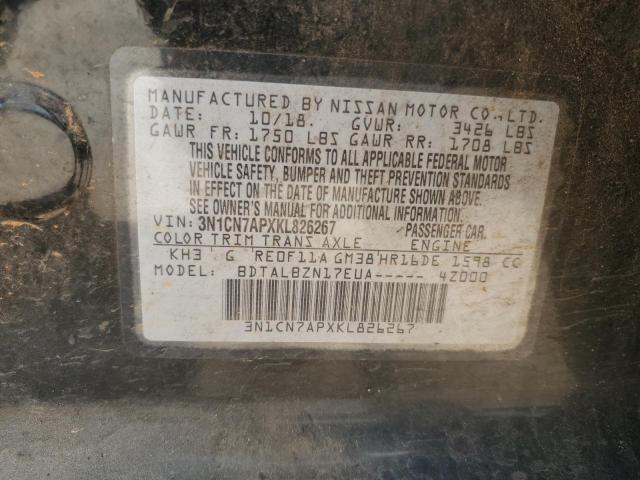 MANUFACTURED BY NISSAN MOTOR CO., LTD.
DATE: 10/18. GVWR: 3426 LBS
GAWR FR: 1750 LBS GAWR RR: 1708 LBS
THIS VEHICLE CONFORMS TO ALL APPLICABLE FEDERAL MOTOR
VEHICLE SAFETY, BUMPER AND THEFT PREVENTION STANDARDS
IN EFFECT ON THE DATE OF MANUFACTURE SHOWN ABOVE.
SEE OWNER'S MANUAL FOR ADDITIONAL INFORMATION.
VIN: 3N1CN7APXKL826267 PASSENGER CAR.
COLOR TRIM TRANS AXLE ENGINE
KH3 G RE0F11A GM38 HR16DE 1598 CC
MODEL: BDTALBZN17EUA----- 4Z000
3N1CN7APXKL826267